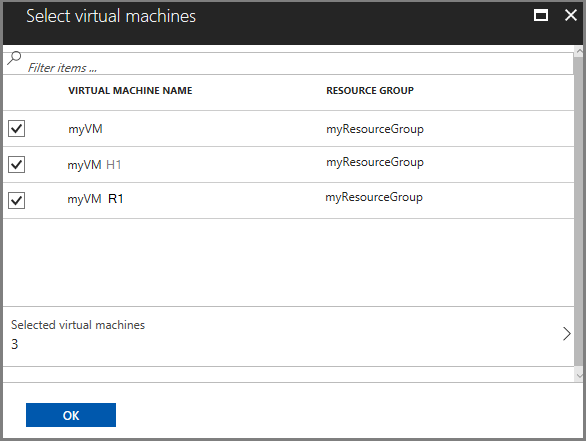 Select virtual machines
Filter items ...
VIRTUAL MACHINE NAME RESOURCE GROUP
myVM myResourceGroup
myVM H1 myResourceGroup
myVM R1 myResourceGroup
Selected virtual machines
3
OK